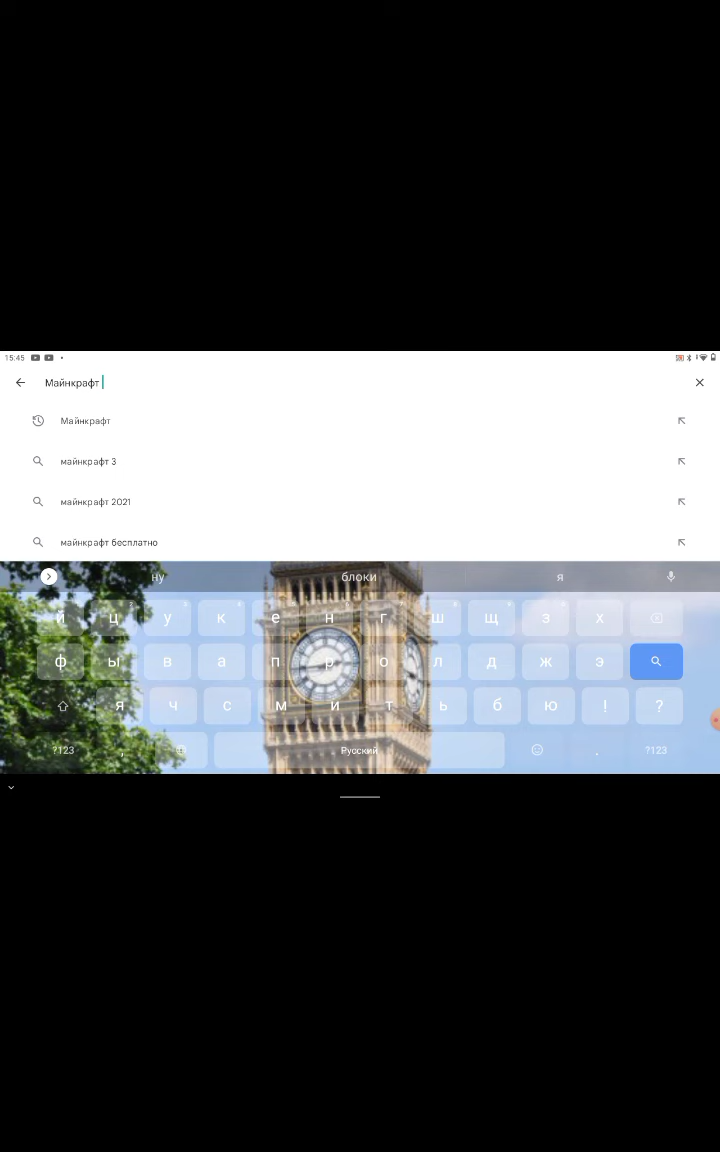 15:45
Майнкрафт
Майнкрафт
майнкрафт 3
майнкрафт 2021
майнкрафт бесплатно
ну блоки я
й ц у к е н г ш щ з х
ф ы в а п р о л д ж э
я ч с м и т ь б ю ! ?
?123 , Русский . ?123